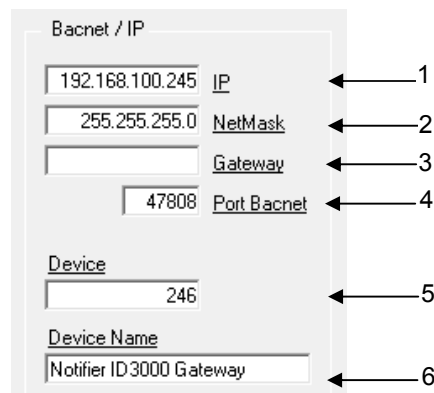 Bacnet / IP
192.168.100.245 IP 1
255.255.255.0 NetMask 2
Gateway 3
47808 Port Bacnet 4
Device
246 5
Device Name
Notifier ID3000 Gateway 6